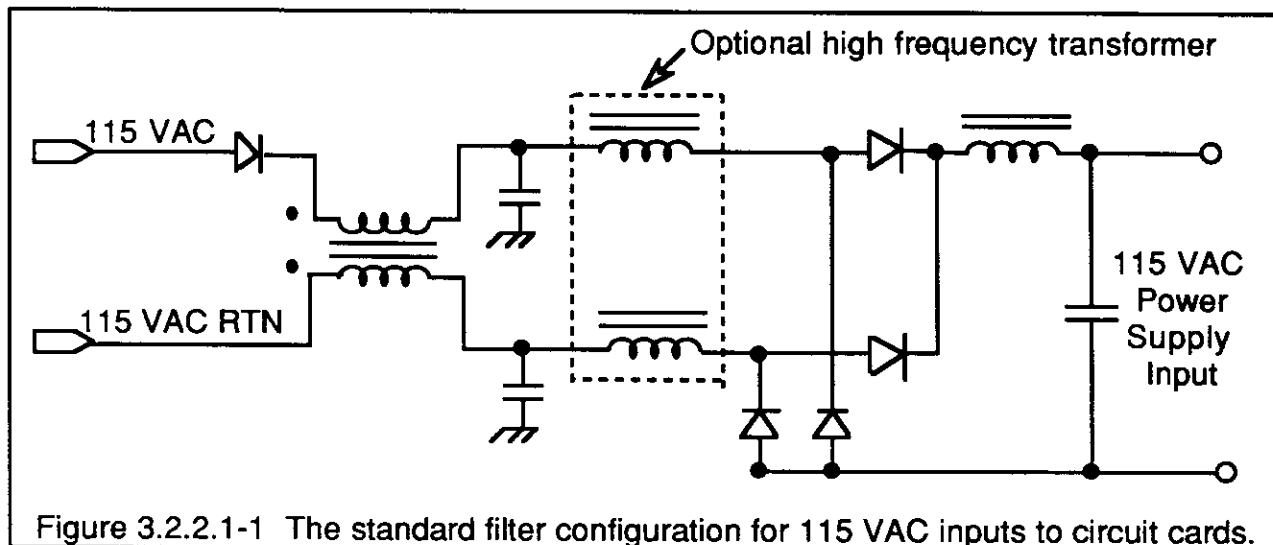 Optional high frequency transformer
115 VAC
115 VAC RTN
115 VAC
Power
Supply
Input
Figure 3.2.2.1-1 The standard filter configuration for 115 VAC inputs to circuit cards.